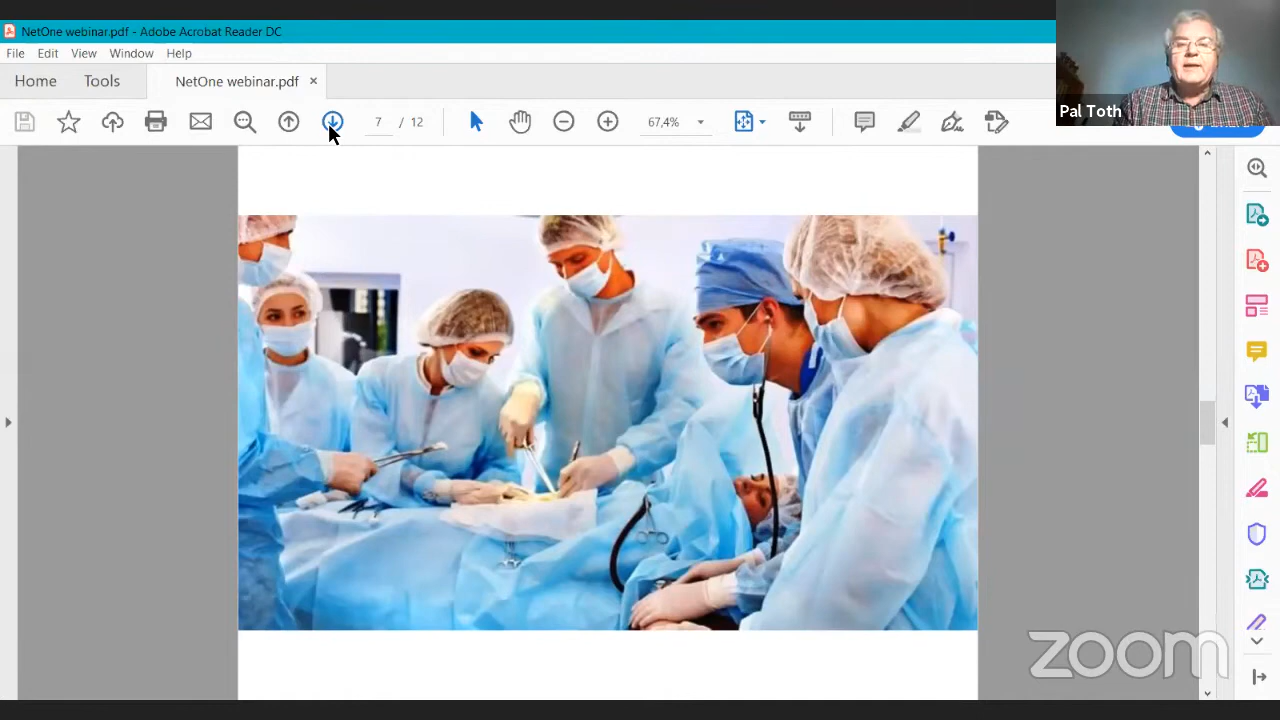 NetOne webinar.pdf - Adobe Acrobat Reader DC
File Edit View Window Help
Home Tools NetOne webinar.pdf ×
7 / 12 67,4%
Pal Toth
zoom